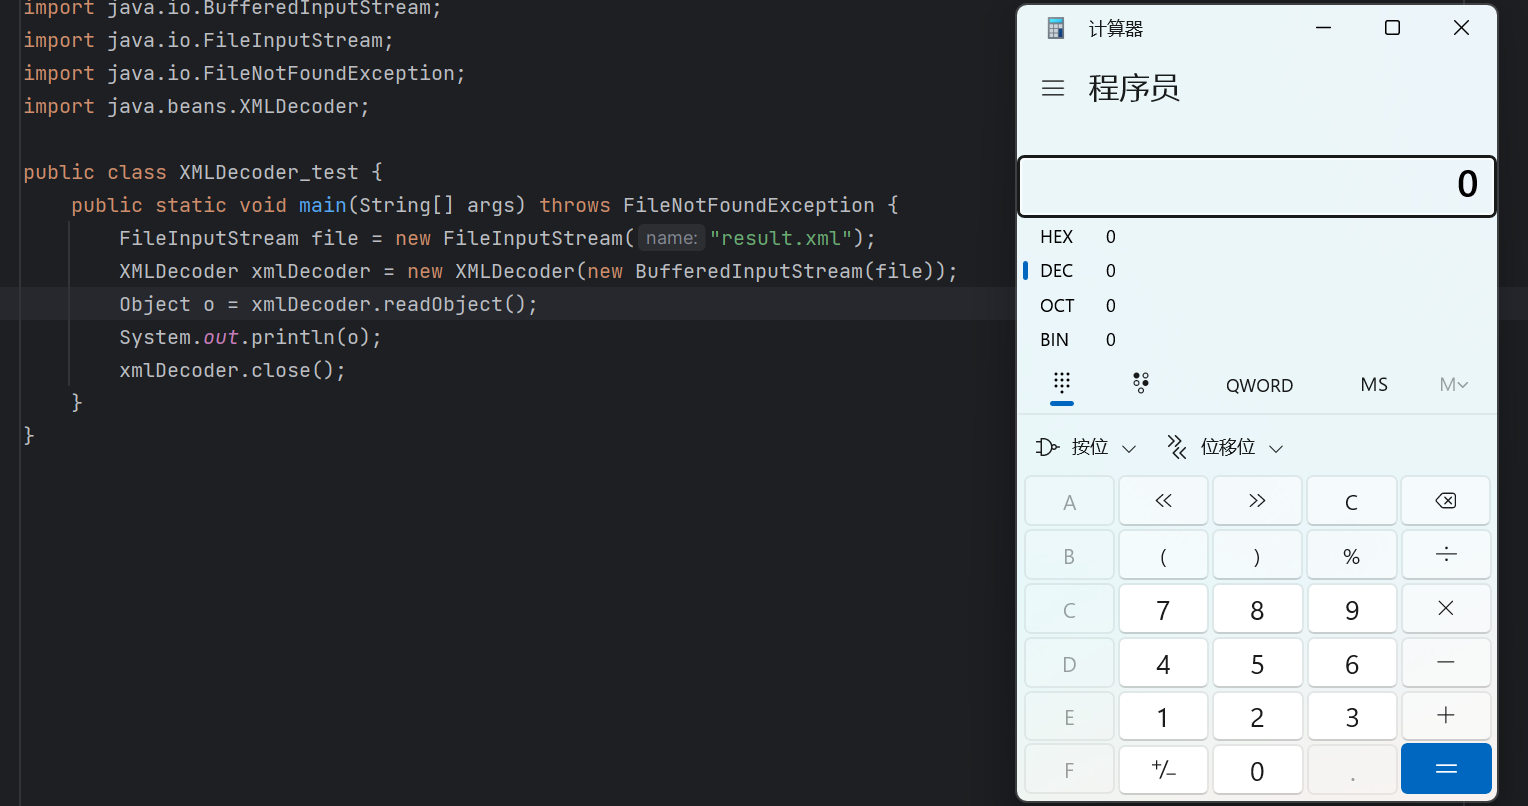 import java.io.BufferedInputStream;
import java.io.FileInputStream;
import java.io.FileNotFoundException;
import java.beans.XMLDecoder;
public class XMLDecoder_test {
public static void main(String[] args) throws FileNotFoundException {
FileInputStream file = new FileInputStream( name: "result.xml");
XMLDecoder xmlDecoder = new XMLDecoder(new BufferedInputStream(file));
Object o = xmlDecoder.readObject();
System.out.println(o);
xmlDecoder.close();
}
}
计算器
程序员
0
HEX 0
DEC 0
OCT 0
BIN 0
QWORD MS M
按位 位移位
A « » C
B ( ) % ÷
C 7 8 9 ×
D 4 5 6 −
E 1 2 3 +
F +/− 0 . =